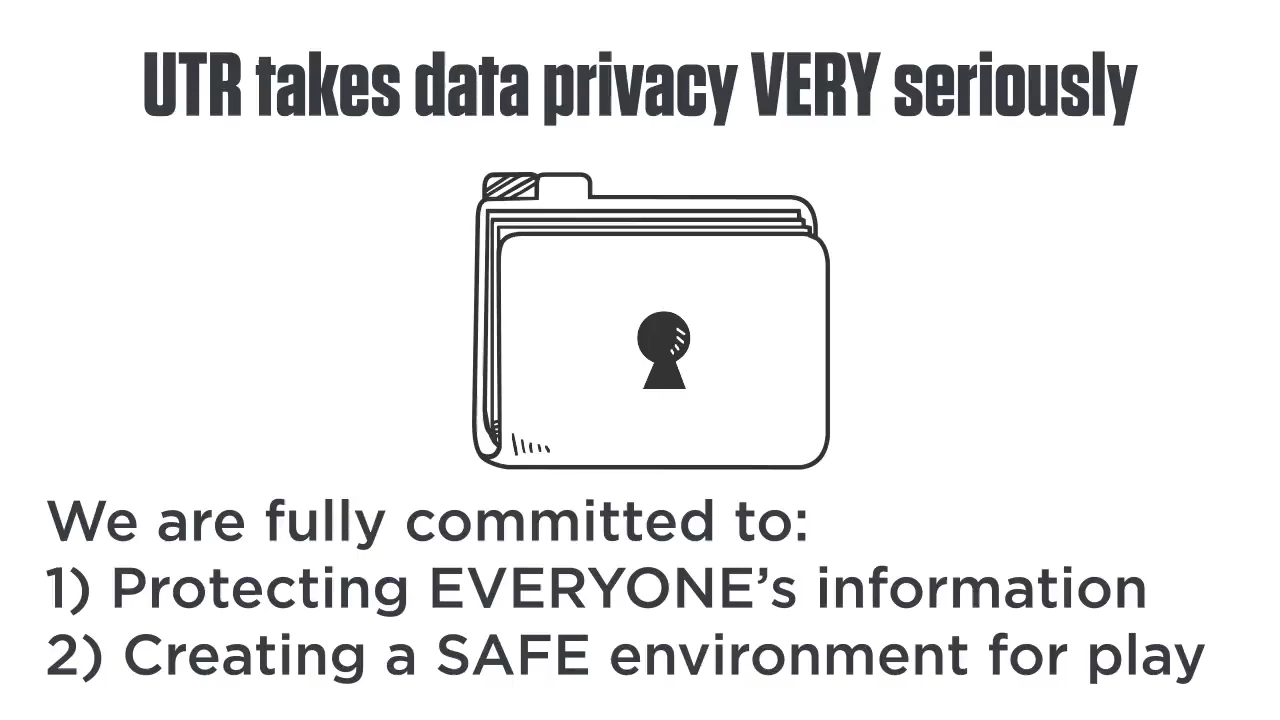 UTR takes data privacy VERY seriously
We are fully committed to:
1) Protecting EVERYONE’s information
2) Creating a SAFE environment for play